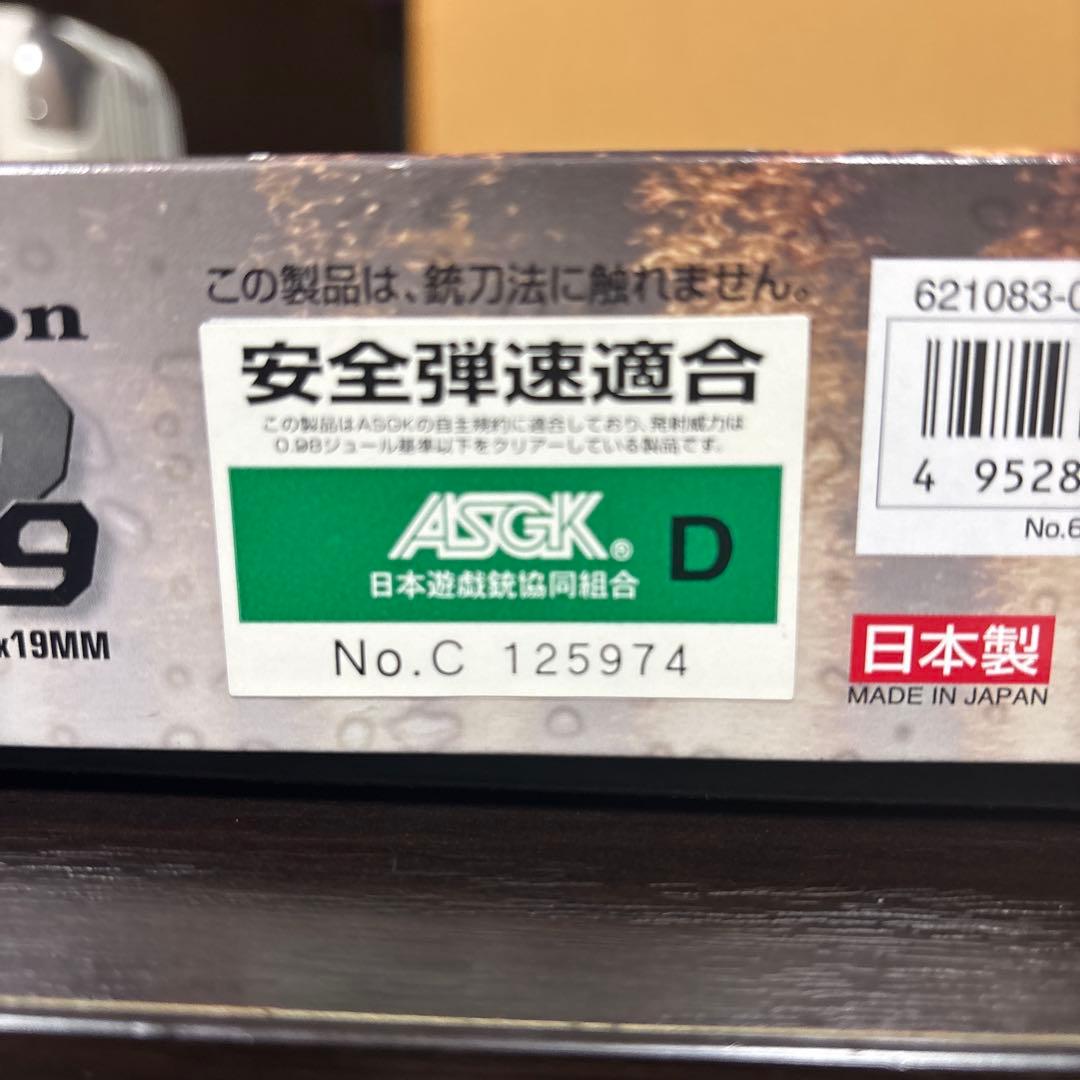 この製品は、銃刀法に触れません。
on
安全弾速適合
この製品はASGKの自主規約に適合しており、発射威力は
0.98ジュール基準以下をクリアーしている製品です。
ASGK® D
日本遊戯銃協同組合
No.C 125974
9
x19MM
621083-0
4 9528
No.6
日本製
MADE IN JAPAN